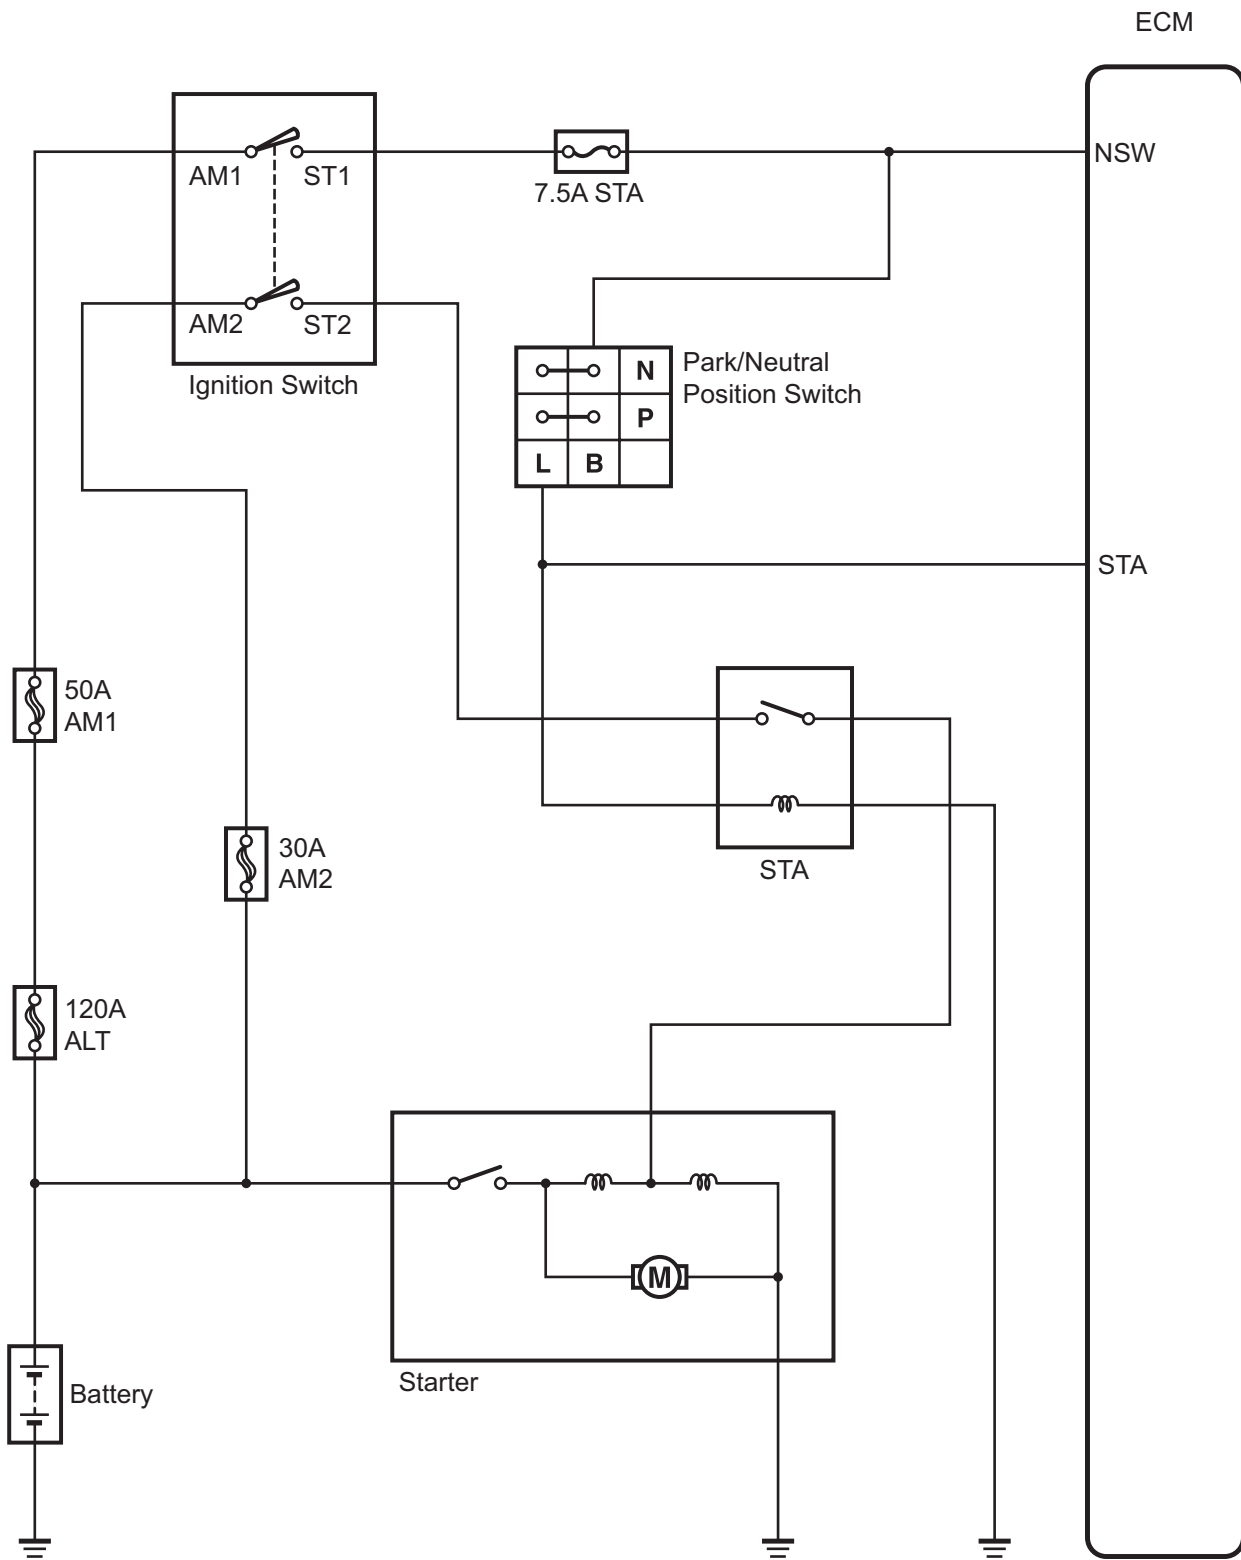 ECM
NSW
AM1
ST1
7.5A STA
AM2
ST2
Ignition Switch
N
P
L
B
Park/Neutral
Position Switch
STA
50A
AM1
30A
AM2
STA
120A
ALT
M
Starter
Battery